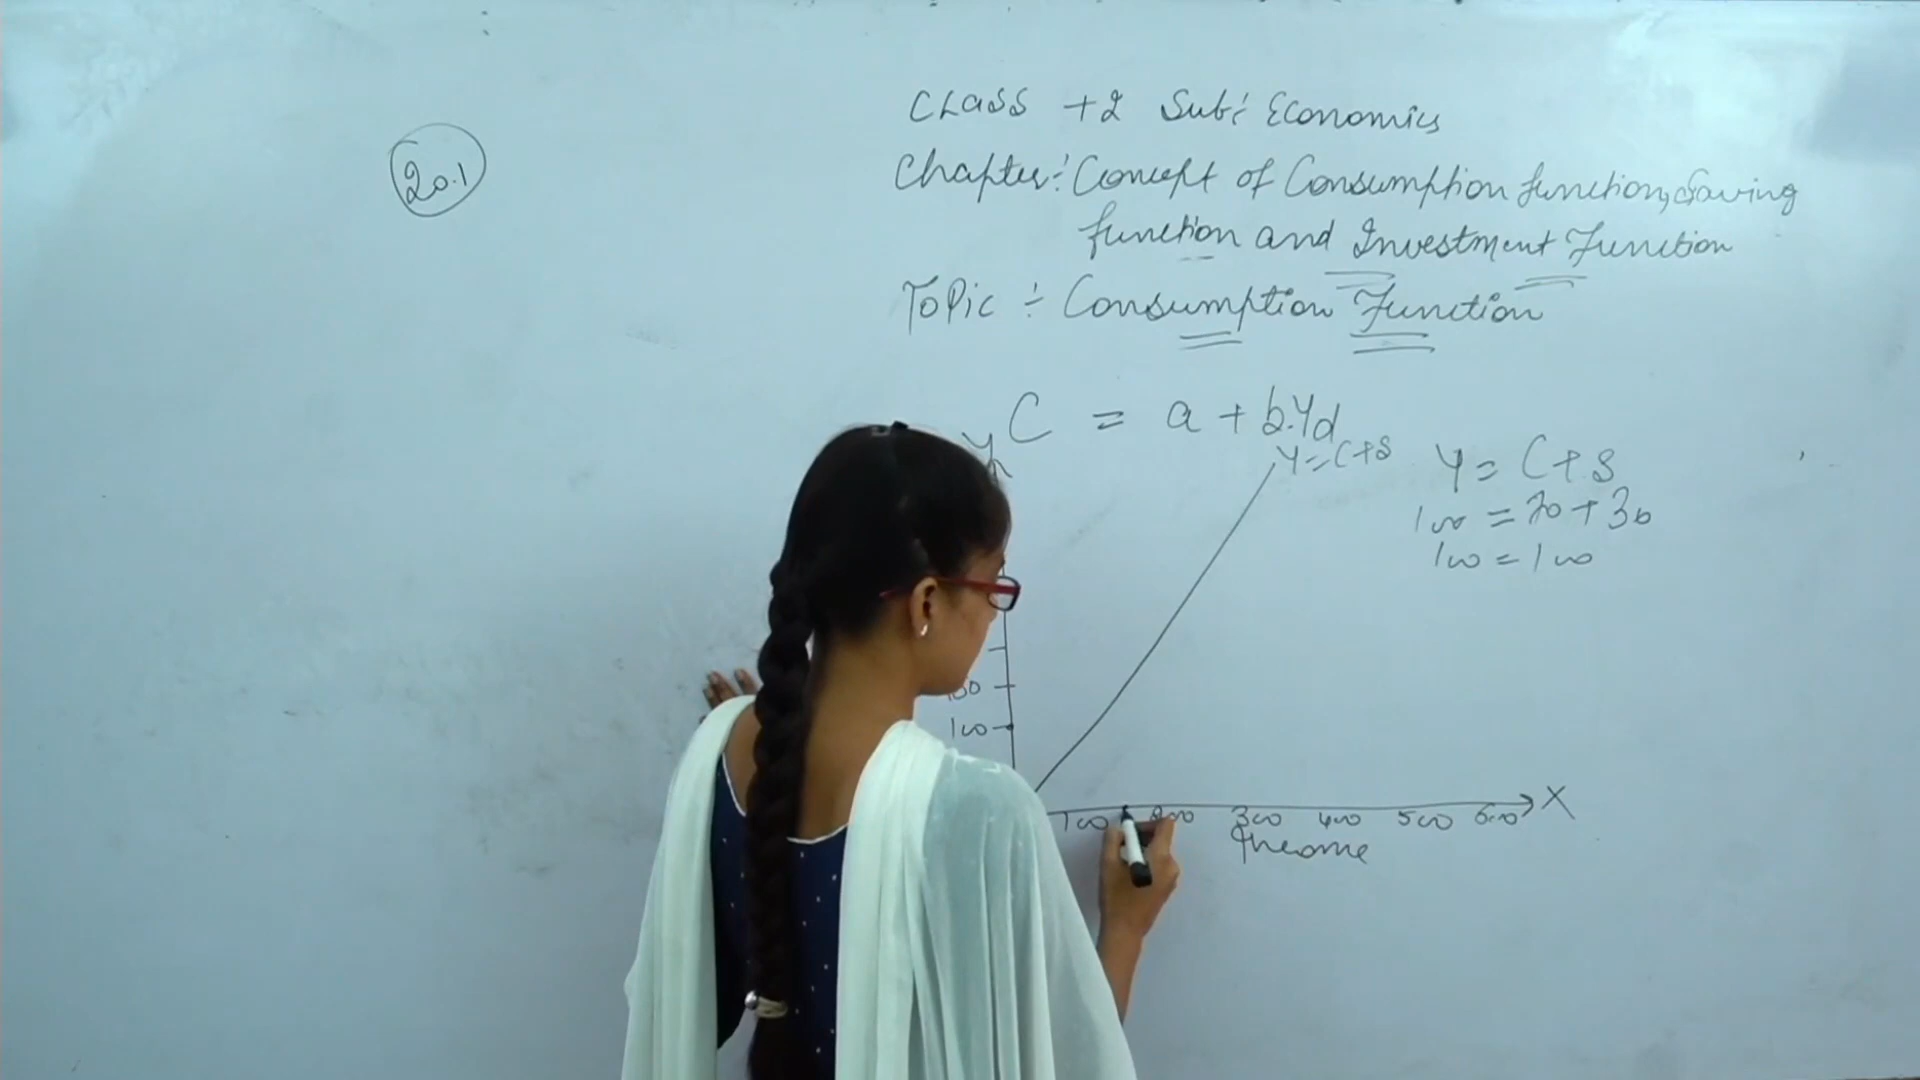 20.1
Class +2 Sub: Economics
Chapter: Concept of Consumption function, Saving
function and Investment Function
Topic ÷ Consumption Function
C = a + b.Yd
Y
Y=C+S
Y = C+S
100 = 70+30
100 = 100
100
100 200 300 400 500 600 X
Income